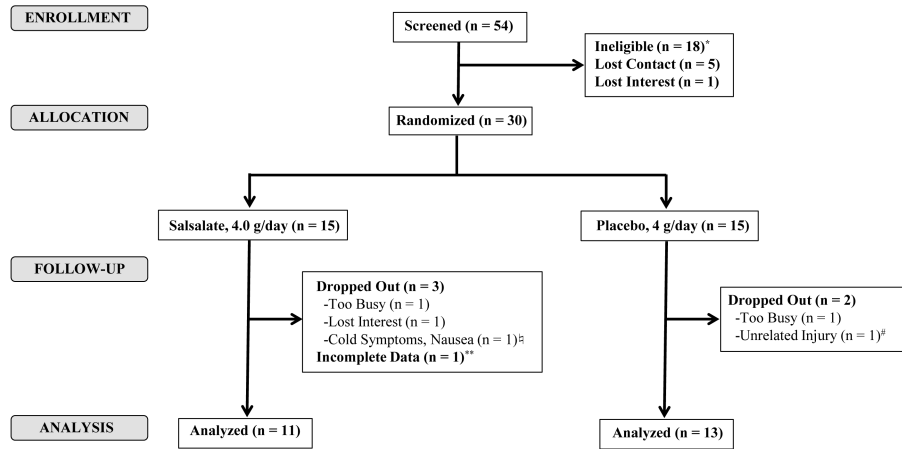 ENROLLMENT
Screened (n = 54)
Ineligible (n = 18)*
Lost Contact (n = 5)
Lost Interest (n = 1)
ALLOCATION
Randomized (n = 30)
Salsalate, 4.0 g/day (n = 15)
Placebo, 4 g/day (n = 15)
FOLLOW-UP
Dropped Out (n = 3)
-Too Busy (n = 1)
-Lost Interest (n = 1)
-Cold Symptoms, Nausea (n = 1)♮
Incomplete Data (n = 1)**
Dropped Out (n = 2)
-Too Busy (n = 1)
-Unrelated Injury (n = 1)#
ANALYSIS
Analyzed (n = 11)
Analyzed (n = 13)